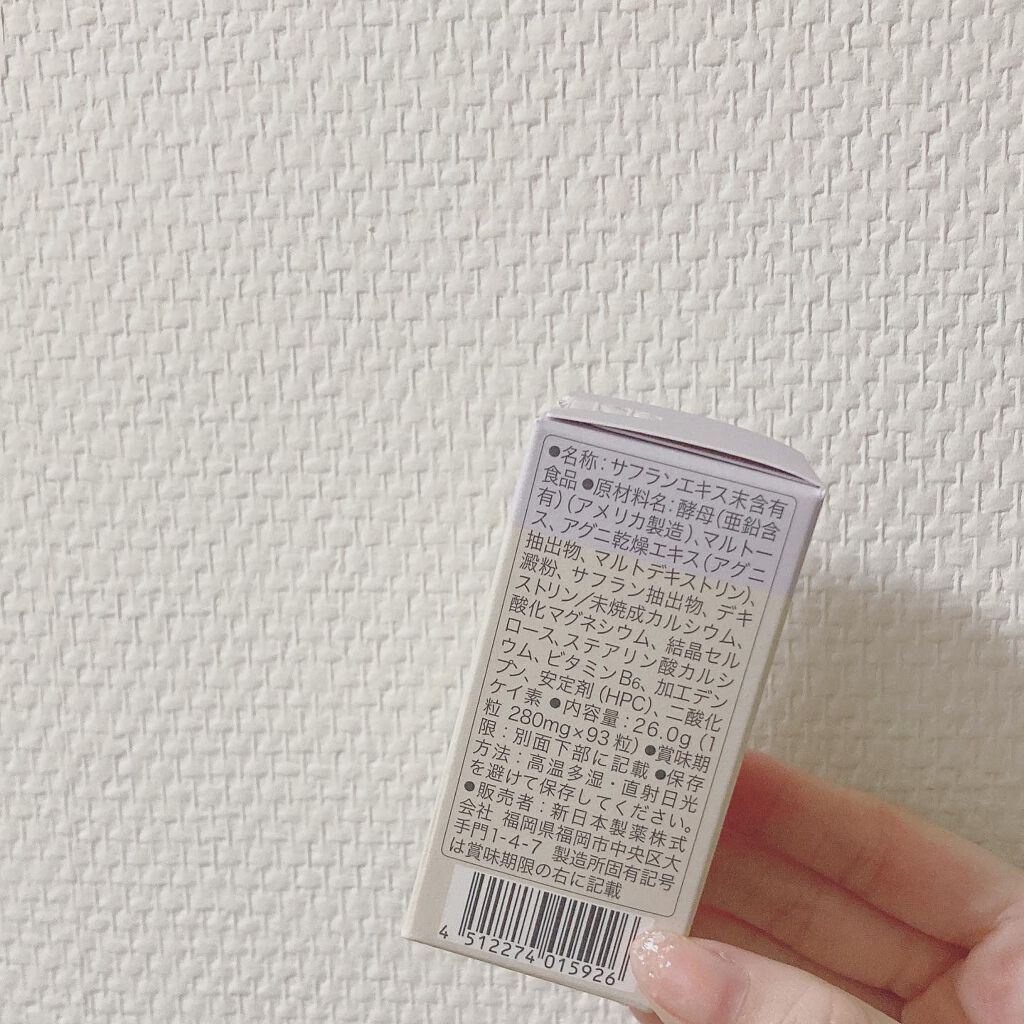 ●名称：サフランエキス末含有
食品 ●原材料名：酵母(亜鉛含
有)(アメリカ製造)、マルトー
ス、アグニ乾燥エキス(アグニ
抽出物、マルトデキストリン)、
澱粉、サフラン抽出物、デキ
ストリン/未焼成カルシウム、
酸化マグネシウム、結晶セル
ロース、ステアリン酸カルシ
ウム、ビタミンB₆、加工デン
プン、安定剤(HPC)、二酸化
ケイ素 ●内容量：26.0g(1
粒 280mg×93粒) ●賞味期
限：別面下部に記載 ●保存
方法：高温多湿・直射日光
を避けて保存してください。
●販売者：新日本製薬株式
会社 福岡県福岡市中央区大
手門1-4-7 製造所固有記号
は賞味期限の右に記載
4 512274 015926